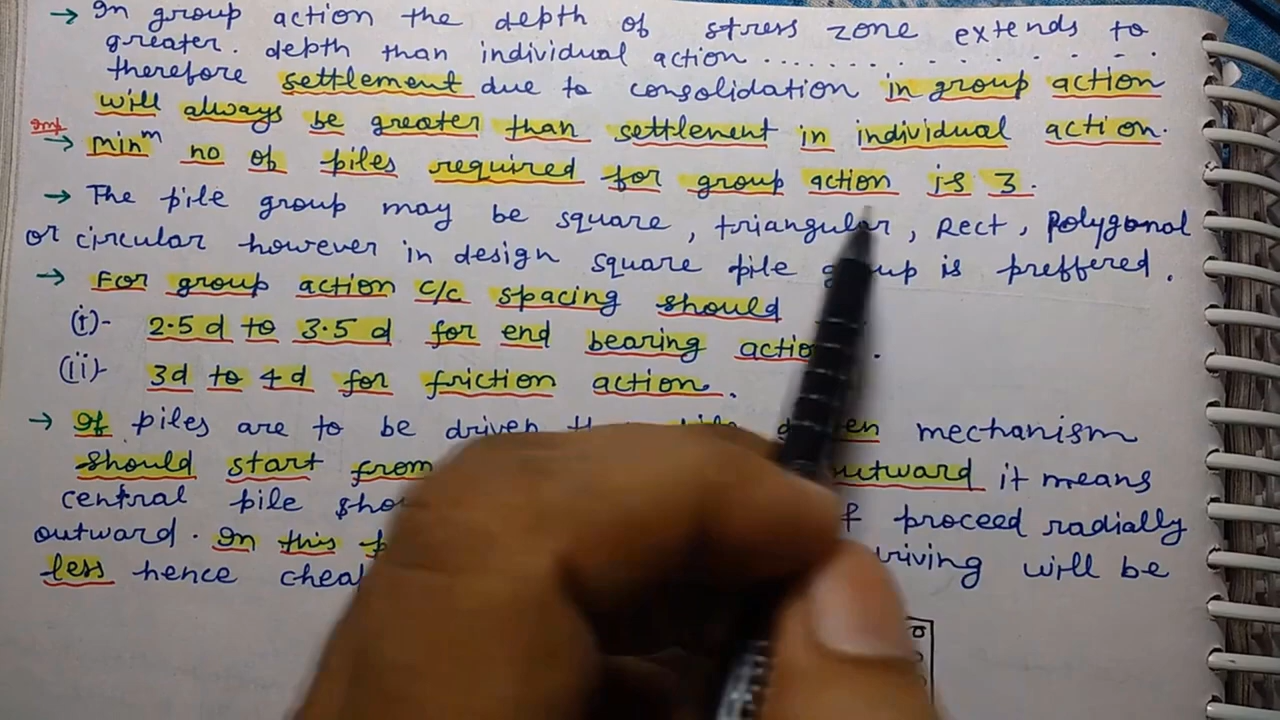 → In group action the depth of stress zone extends to
greater. depth than individual action ..................
therefore settlement due to consolidation in group action
will always be greater than settlement in individual action.
Imp → minᵐ no of piles required for group action is 3.
→ The pile group may be square, triangular, Rect, Polygonal
or circular however in design square pile group is preffered.
→ For group action c/c spacing should
(i)- 2.5 d to 3.5 d for end bearing action.
(ii)- 3d to 4d for friction action.
→ If piles are to be driven mechanism
should start from outward it means
central pile proceed radially
outward. In this will be
less hence